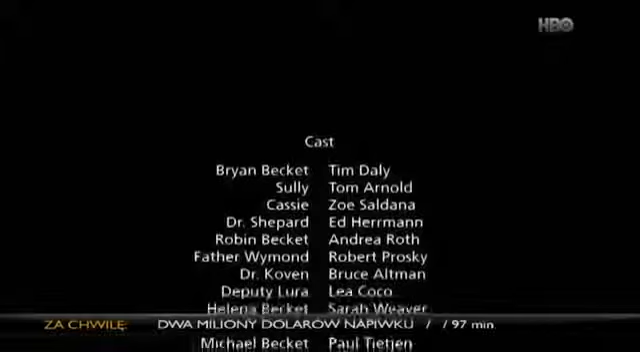 HBO
Cast
Bryan Becket Tim Daly
Sully Tom Arnold
Cassie Zoe Saldana
Dr. Shepard Ed Herrmann
Robin Becket Andrea Roth
Father Wymond Robert Prosky
Dr. Koven Bruce Altman
Deputy Lura Lea Coco
Helena Becket Sarah Weaver
ZA CHWILĘ: DWA MILIONY DOLARÓW NAPIWKU / / 97 min.
Michael Becket Paul Tietjen